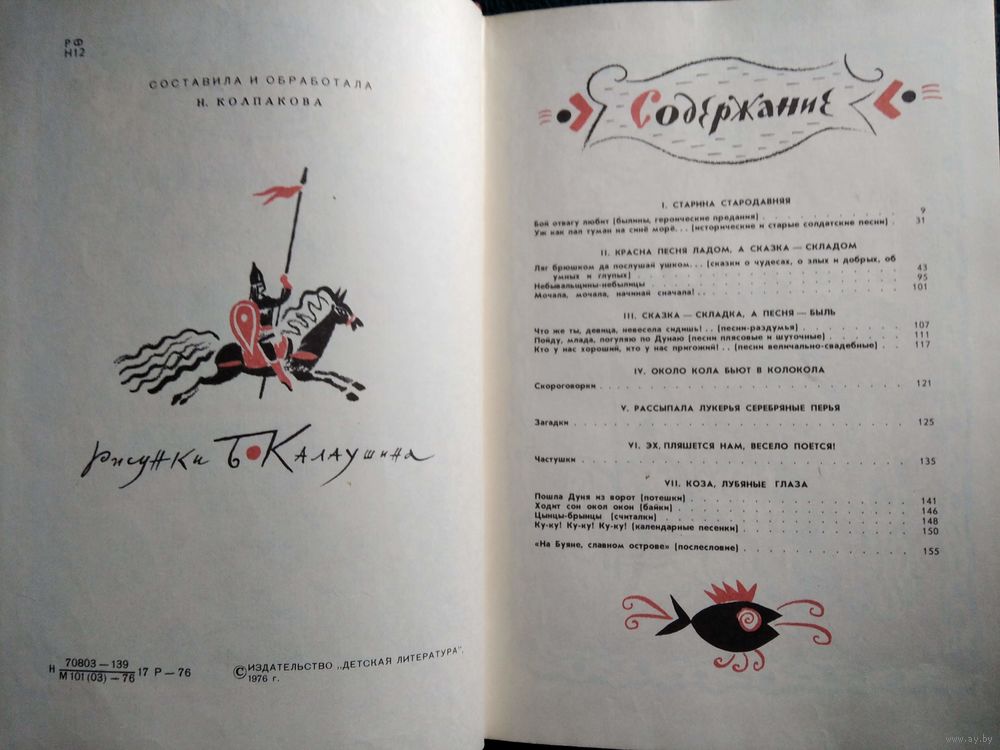 РФ
Н12
СОСТАВИЛА И ОБРАБОТАЛА
Н. КОЛПАКОВА
Рисунки Б. Калаушина
Н 70803—139
М 101 (03)—76 17 Р—76
© ИЗДАТЕЛЬСТВО „ДЕТСКАЯ ЛИТЕРАТУРА".
1976 г.
Содержание
I. СТАРИНА СТАРОДАВНЯЯ
Бой отвагу любит (былины, героические предания) . . . 9
Уж как пал туман на синё морё. . . (исторические и старые солдатские песни) . 31
II. КРАСНА ПЕСНЯ ЛАДОМ, А СКАЗКА — СКЛАДОМ
Ляг брюшком да послушай ушком. . . (сказки о чудесах, о злых и добрых, об
умных и глупых) . . . 43
Небывальщины-небылицы . . . 95
Мочала, мочала, начинай сначала! . . . 101
III. СКАЗКА — СКЛАДКА, А ПЕСНЯ — БЫЛЬ
Что же ты, девица, невесела сидишь! . . (песни-раздумья) . . . 107
Пойду, млада, погуляю по Дунаю (песни плясовые и шуточные) . . . 111
Кто у нас хороший, кто у нас пригожий! . . (песни величально-свадебные) . . . 117
IV. ОКОЛО КОЛА БЬЮТ В КОЛОКОЛА
Скороговорки . . . 121
V. РАССЫПАЛА ЛУКЕРЬЯ СЕРЕБРЯНЫЕ ПЕРЬЯ
Загадки . . . 125
VI. ЭХ, ПЛЯШЕТСЯ НАМ, ВЕСЕЛО ПОЕТСЯ!
Частушки . . . 135
VII. КОЗА, ЛУБЯНЫЕ ГЛАЗА
Пошла Дуня из ворот (потешки) . . . 141
Ходит сон окол окон (байки) . . . 146
Цынцы-брынцы (считалки) . . . 148
Ку-ку! Ку-ку! Ку-ку! (календарные песенки) . . . 150
«На Буяне, славном острове» (послесловие) . . . 155
www.ay.by